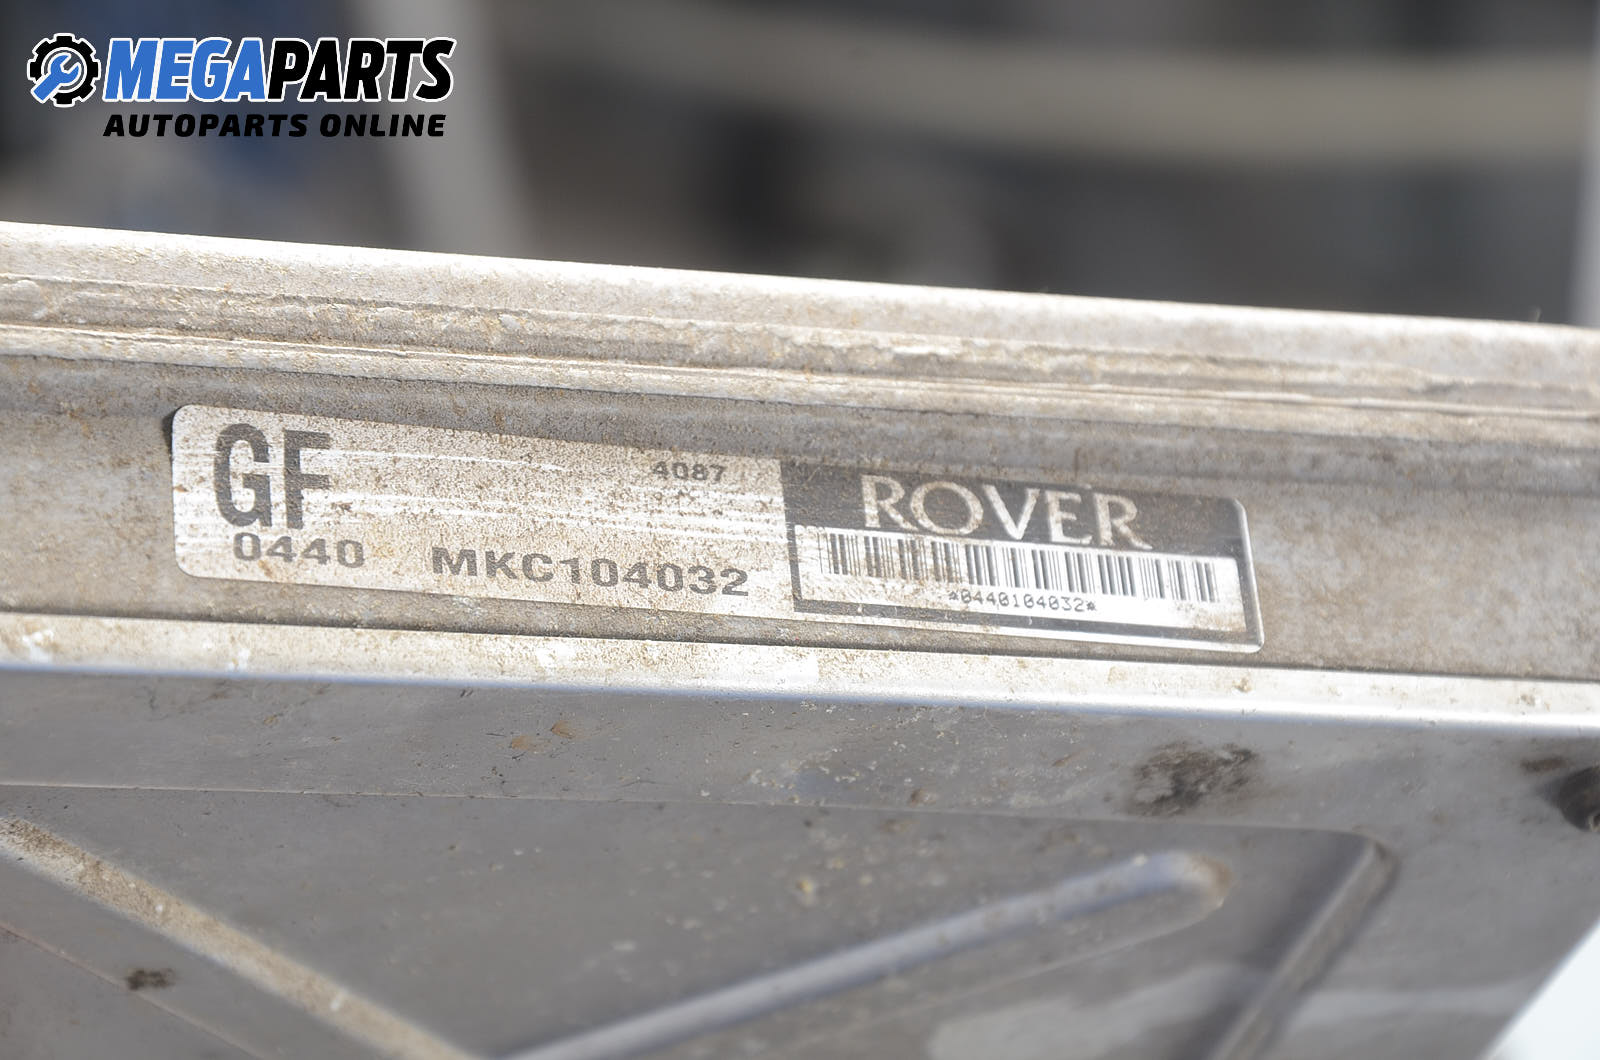 MEGAPARTS
AUTOPARTS ONLINE
GF
4087
ROVER
0440 MKC104032
*0440104032*